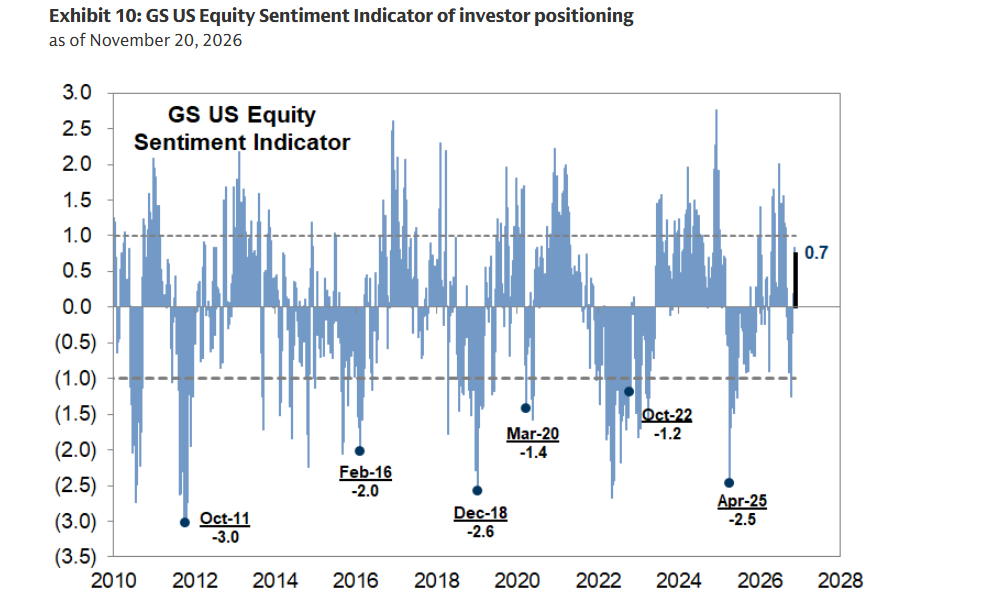 Exhibit 10: GS US Equity Sentiment Indicator of investor positioning
as of November 20, 2026
GS US Equity
Sentiment Indicator
3.0
2.5
2.0
1.5
1.0
0.5
0.0
(0.5)
(1.0)
(1.5)
(2.0)
(2.5)
(3.0)
(3.5)
0.7
Oct-11
-3.0
Feb-16
-2.0
Dec-18
-2.6
Mar-20
-1.4
Oct-22
-1.2
Apr-25
-2.5
2010 2012 2014 2016 2018 2020 2022 2024 2026 2028